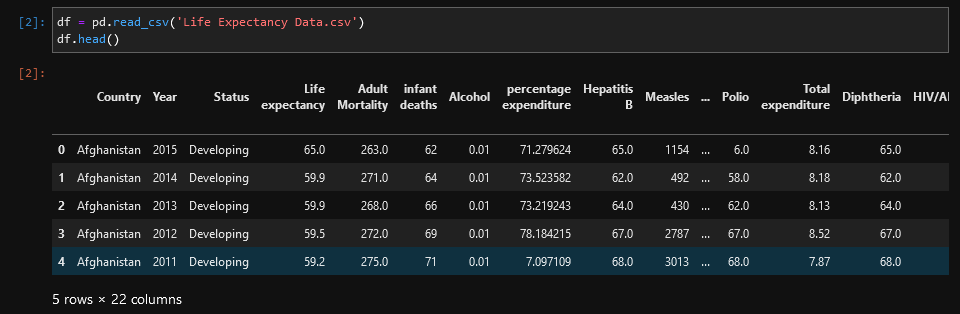 [2]: df = pd.read_csv('Life Expectancy Data.csv')
df.head()
[2]:
Country Year Status Life expectancy Adult Mortality infant deaths Alcohol percentage expenditure Hepatitis B Measles ... Polio Total expenditure Diphtheria HIV/AI
0 Afghanistan 2015 Developing 65.0 263.0 62 0.01 71.279624 65.0 1154 ... 6.0 8.16 65.0
1 Afghanistan 2014 Developing 59.9 271.0 64 0.01 73.523582 62.0 492 ... 58.0 8.18 62.0
2 Afghanistan 2013 Developing 59.9 268.0 66 0.01 73.219243 64.0 430 ... 62.0 8.13 64.0
3 Afghanistan 2012 Developing 59.5 272.0 69 0.01 78.184215 67.0 2787 ... 67.0 8.52 67.0
4 Afghanistan 2011 Developing 59.2 275.0 71 0.01 7.097109 68.0 3013 ... 68.0 7.87 68.0
5 rows × 22 columns